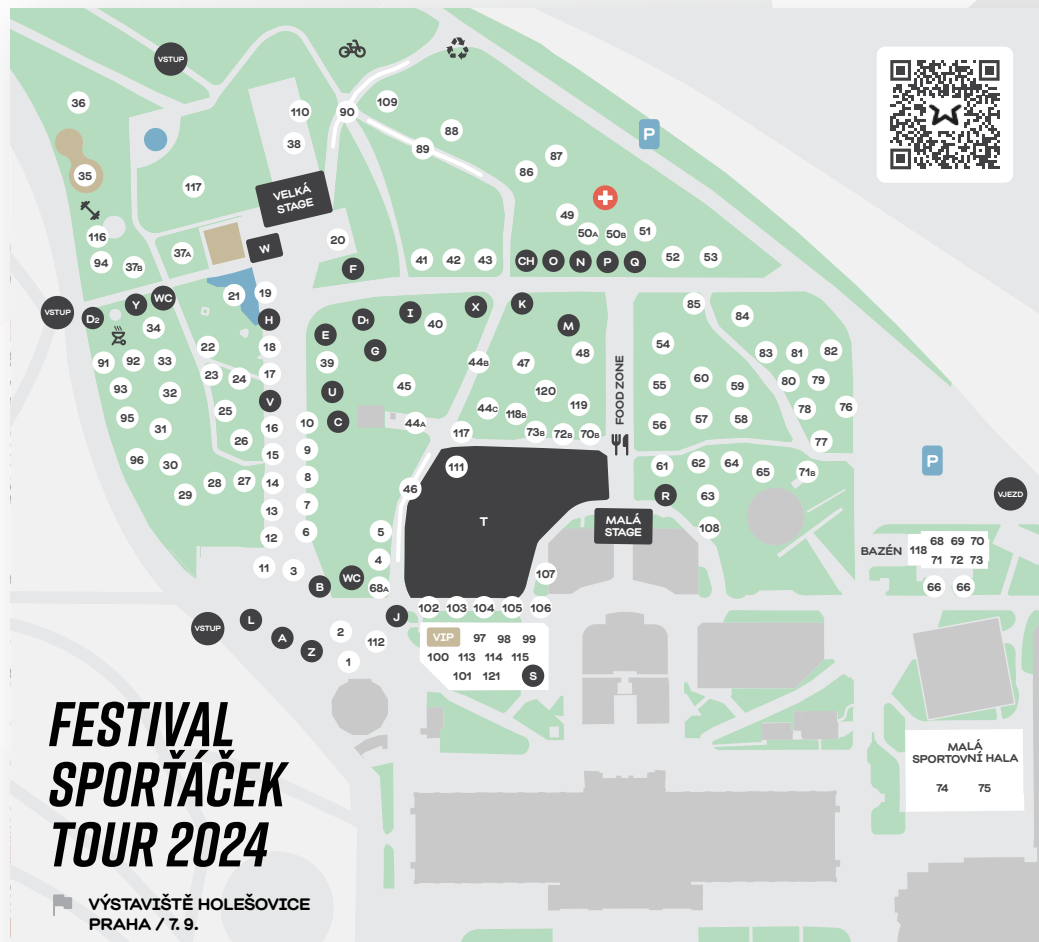 VSTUP
36
109
110
90
88
38
89
P
87
86
35
117
VELKÁ
STAGE
49
50A
50B
51
116
W
20
37A
94
37B
F
41
42
43
CH
O
N
P
Q
52
53
21
19
Y
WC
VSTUP
D2
H
I
X
K
85
84
34
E
D1
40
M
22
18
G
54
83
81
82
91
92
33
39
44B
47
48
FOOD ZONE
23
24
17
60
80
79
93
32
V
U
45
120
55
59
44C
119
25
118B
78
76
95
C
10
44A
57
58
31
16
117
73B
72B
70B
56
26
77
9
15
96
30
111
61
62
64
65
71B
P
28
27
14
8
46
29
R
63
VJEZD
13
7
T
MALÁ
STAGE
108
12
6
5
68 69 70
BAZÉN
118
71 72 73
4
11
3
WC
107
B
68A
66
66
102
103
104
105
106
J
L
VSTUP
A
2
112
VIP
97
98
99
Z
1
100
113
114
115
101
121
S
FESTIVAL
SPORŤÁČEK
TOUR 2024
MALÁ
SPORTOVNÍ HALA
74
75
VÝSTAVIŠTĚ HOLEŠOVICE
PRAHA / 7. 9.